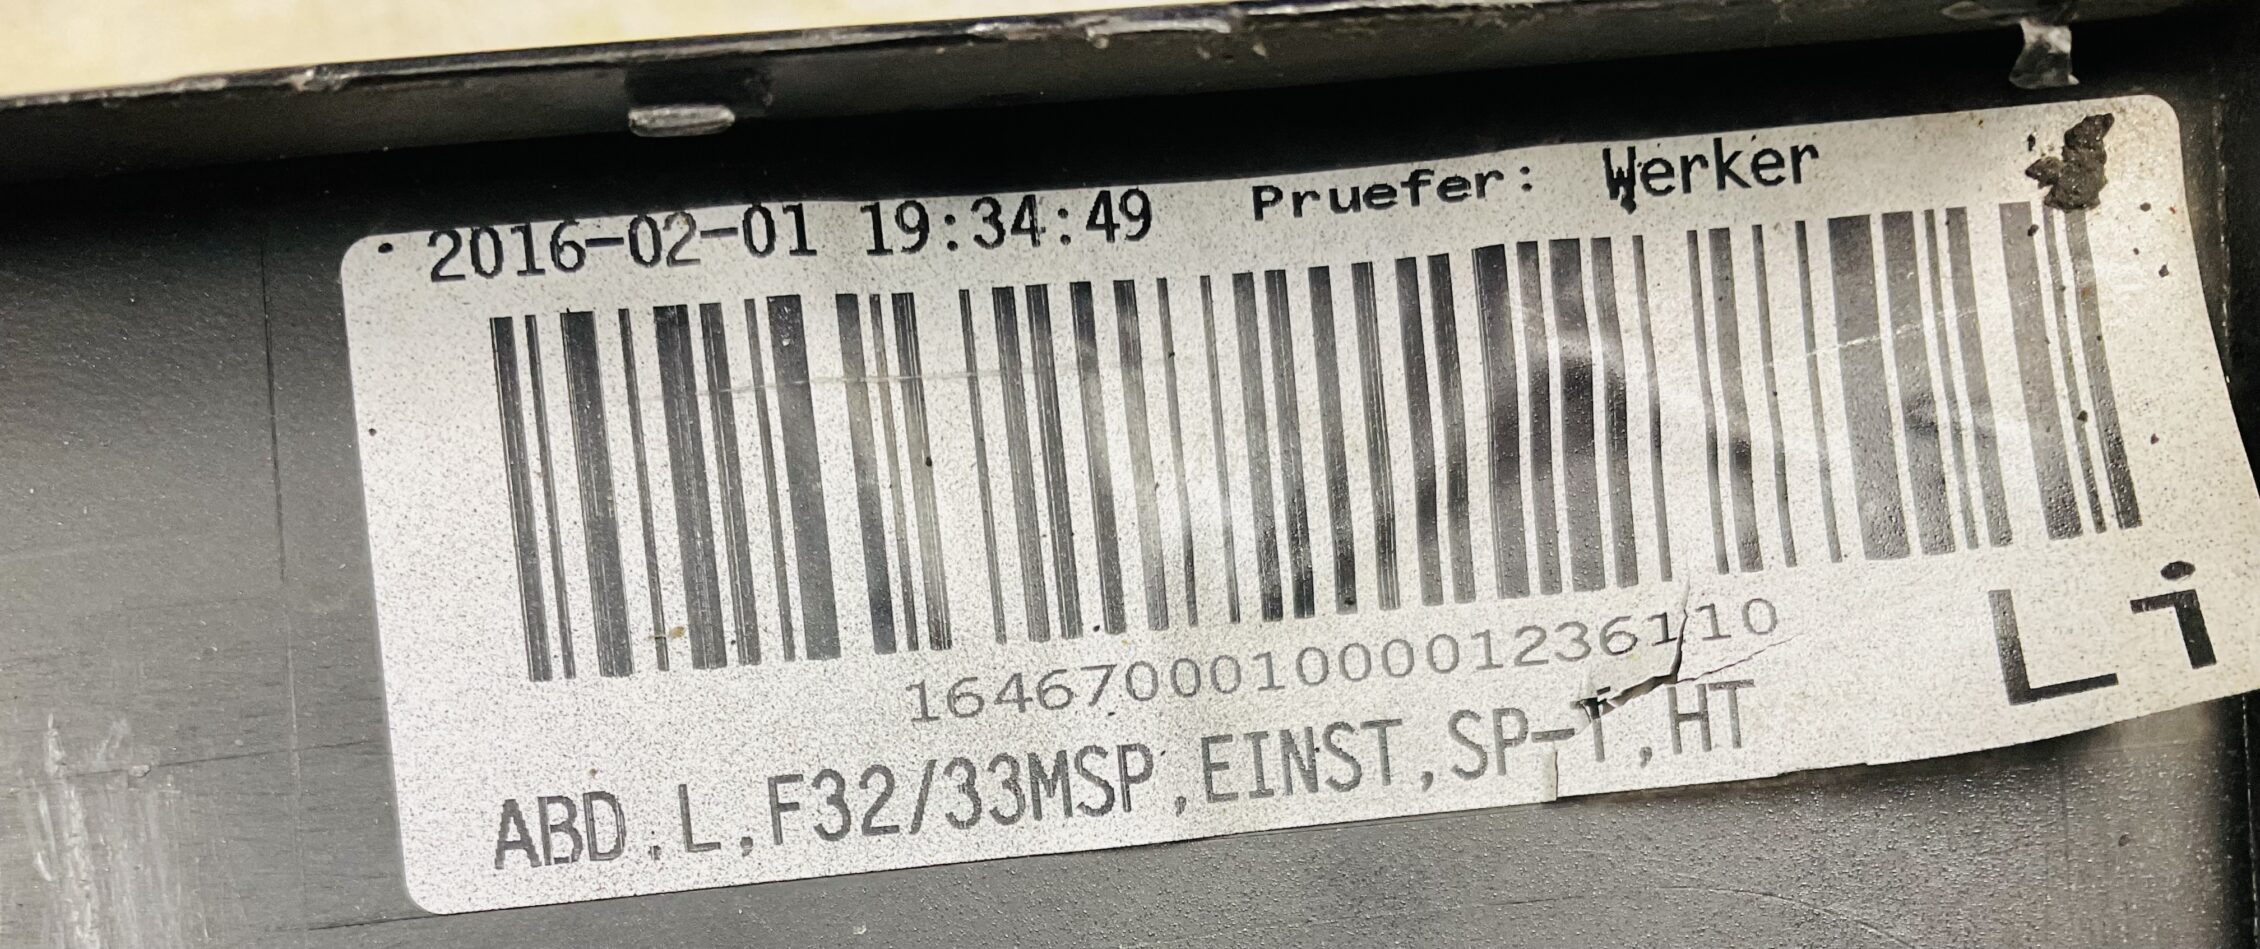 2016-02-01 19:34:49 Pruefer: Werker
16467000100001236110
Li
ABD.L,F32/33MSP,EINST,SP-T,HT